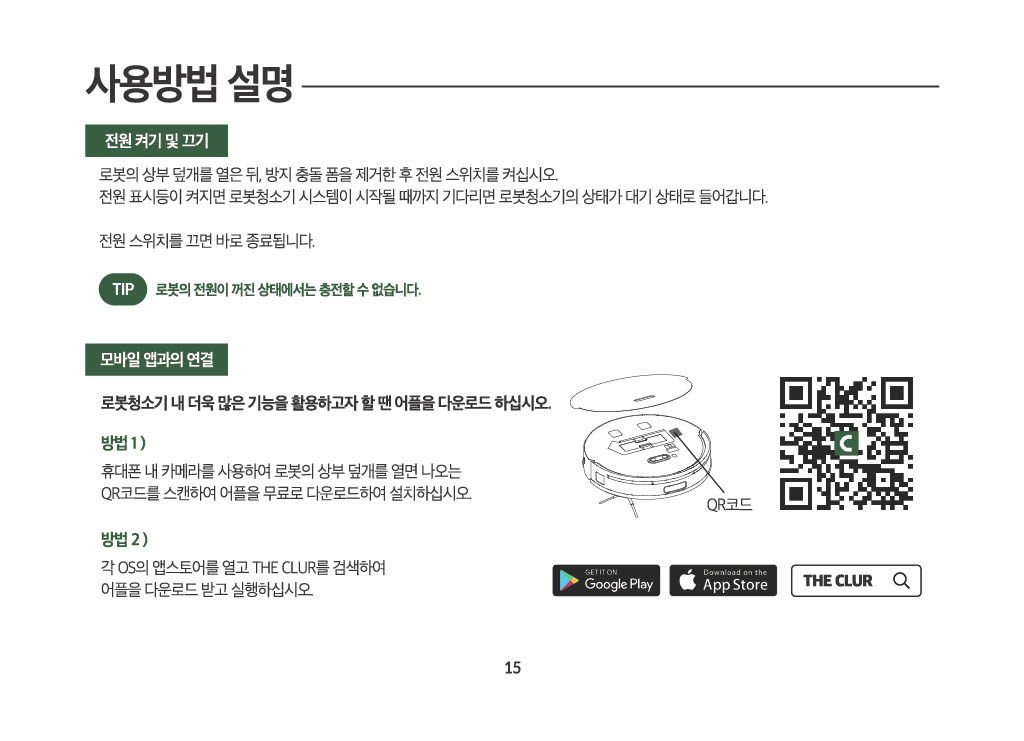 사용방법 설명
전원 켜기 및 끄기
로봇의 상부 덮개를 열은 뒤, 방지 충돌 폼을 제거한 후 전원 스위치를 켜십시오.
전원 표시등이 켜지면 로봇청소기 시스템이 시작될 때까지 기다리면 로봇청소기의 상태가 대기 상태로 들어갑니다.
전원 스위치를 끄면 바로 종료됩니다.
TIP 로봇의 전원이 꺼진 상태에서는 충전할 수 없습니다.
모바일 앱과의 연결
로봇청소기 내 더욱 많은 기능을 활용하고자 할 땐 어플을 다운로드 하십시오.
방법 1 )
휴대폰 내 카메라를 사용하여 로봇의 상부 덮개를 열면 나오는
QR코드를 스캔하여 어플을 무료로 다운로드하여 설치하십시오.
QR코드
C
방법 2 )
각 OS의 앱스토어를 열고 THE CLUR를 검색하여
어플을 다운로드 받고 실행하십시오.
GET IT ON
Google Play
Download on the
App Store
THE CLUR
15